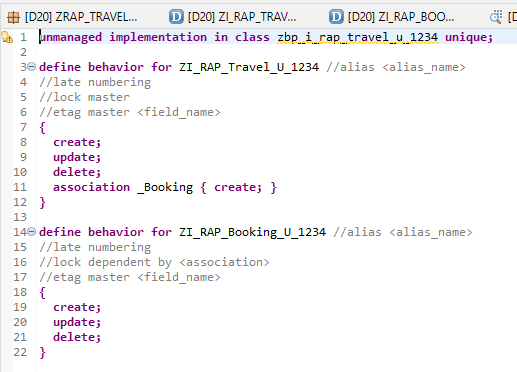 [D20] ZRAP_TRAVEL... [D20] ZI_RAP_TRAV... [D20] ZI_RAP_BOO...
1 unmanaged implementation in class zbp_i_rap_travel_u_1234 unique;
2
3 define behavior for ZI_RAP_Travel_U_1234 //alias <alias_name>
4 //late numbering
5 //lock master
6 //etag master <field_name>
7 {
8 create;
9 update;
10 delete;
11 association _Booking { create; }
12 }
13
14 define behavior for ZI_RAP_Booking_U_1234 //alias <alias_name>
15 //late numbering
16 //lock dependent by <association>
17 //etag master <field_name>
18 {
19 create;
20 update;
21 delete;
22 }